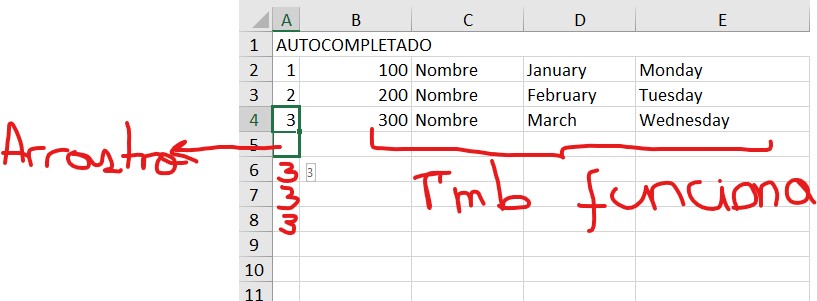 A B C D E
1 AUTOCOMPLETADO
2 1 100 Nombre January Monday
3 2 200 Nombre February Tuesday
4 3 300 Nombre March Wednesday
Arrastro 5
6 3 3
Tmb funciona
7 3
8 3
9
10
11